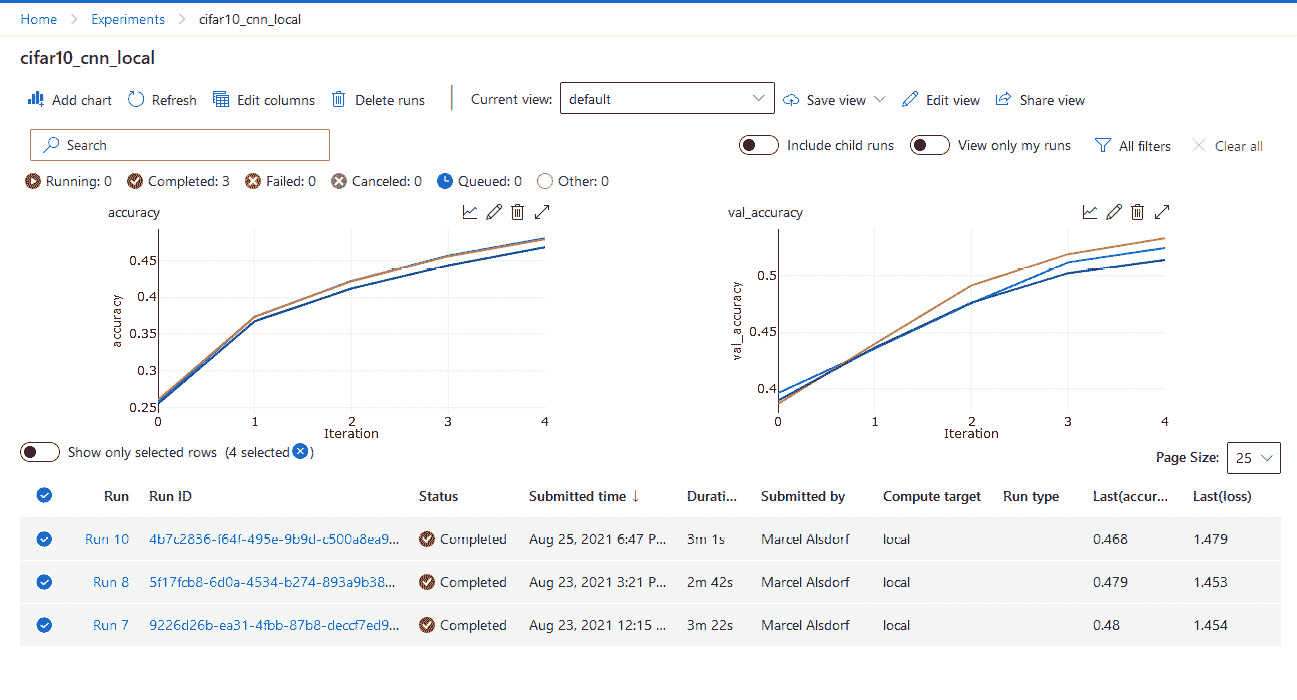 Home > Experiments > cifar10_cnn_local
cifar10_cnn_local
Add chart Refresh Edit columns Delete runs Current view: default Save view Edit view Share view
Search Include child runs View only my runs All filters Clear all
Running: 0 Completed: 3 Failed: 0 Canceled: 0 Queued: 0 Other: 0
accuracy
0.45
0.4
0.35
0.3
0.25
accuracy
0 1 2 3 4
Iteration
val_accuracy
0.5
0.45
0.4
val_accuracy
0 1 2 3 4
Iteration
Show only selected rows (4 selected )
Page Size: 25
Run Run ID Status Submitted time ↓ Durati... Submitted by Compute target Run type Last(accur... Last(loss)
Run 10 4b7c2836-f64f-495e-9b9d-c500a8ea9... Completed Aug 25, 2021 6:47 P... 3m 1s Marcel Alsdorf local 0.468 1.479
Run 8 5f17fcb8-6d0a-4534-b274-893a9b38... Completed Aug 23, 2021 3:21 P... 2m 42s Marcel Alsdorf local 0.479 1.453
Run 7 9226d26b-ea31-4fbb-87b8-deccf7ed9... Completed Aug 23, 2021 12:15 ... 3m 22s Marcel Alsdorf local 0.48 1.454